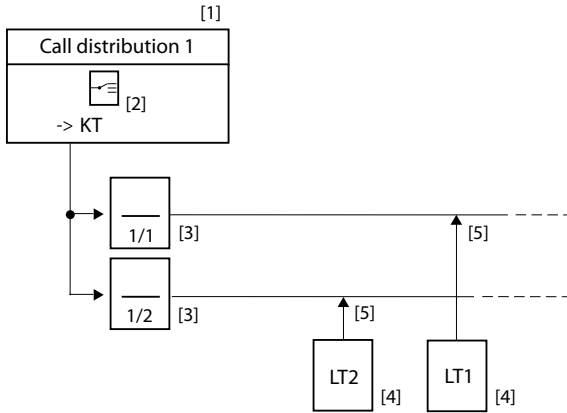 [1]
Call distribution 1
[2]
-> KT
1/1 [3]
[5]
1/2 [3]
[5]
LT2 [4]
LT1 [4]